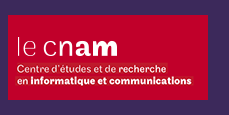 le cnam
Centre d'études et de recherche
en informatique et communications